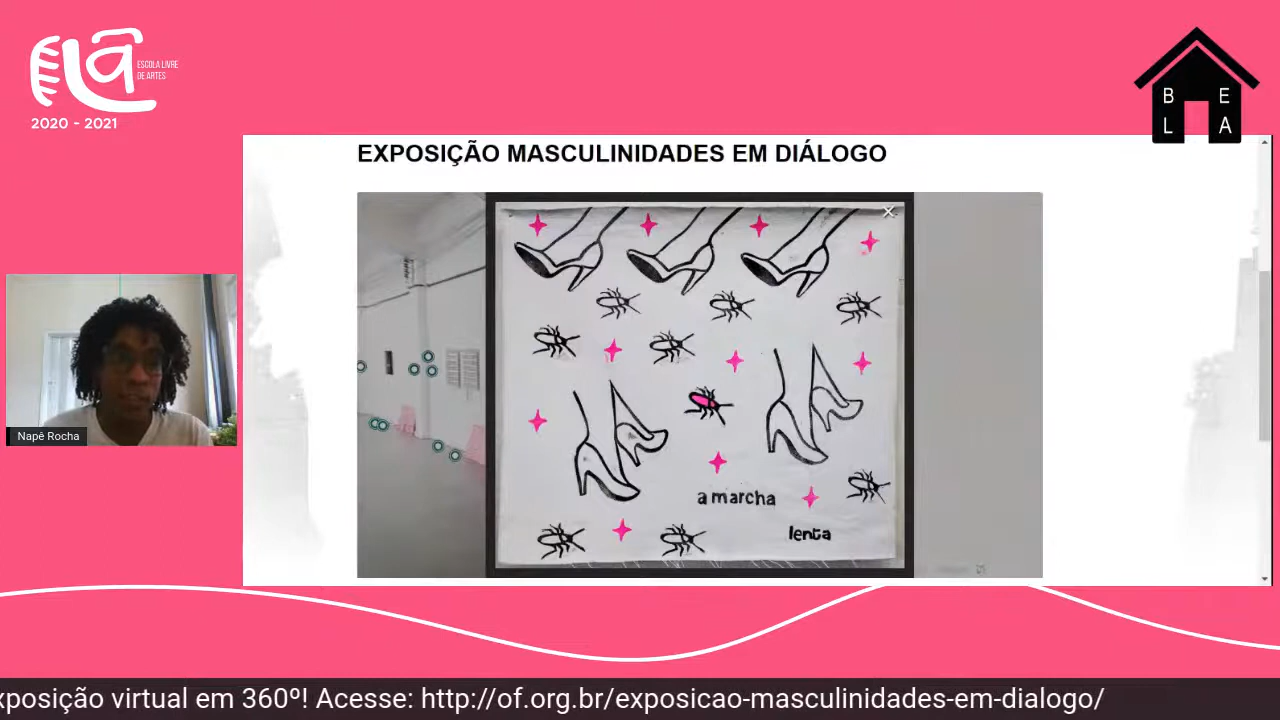 ESCOLA LIVRE
DE ARTES
elã
2020 - 2021
B E
L A
EXPOSIÇÃO MASCULINIDADES EM DIÁLOGO
a marcha
lenta
Napê Rocha
xposição virtual em 360º! Acesse: http://of.org.br/exposicao-masculinidades-em-dialogo/